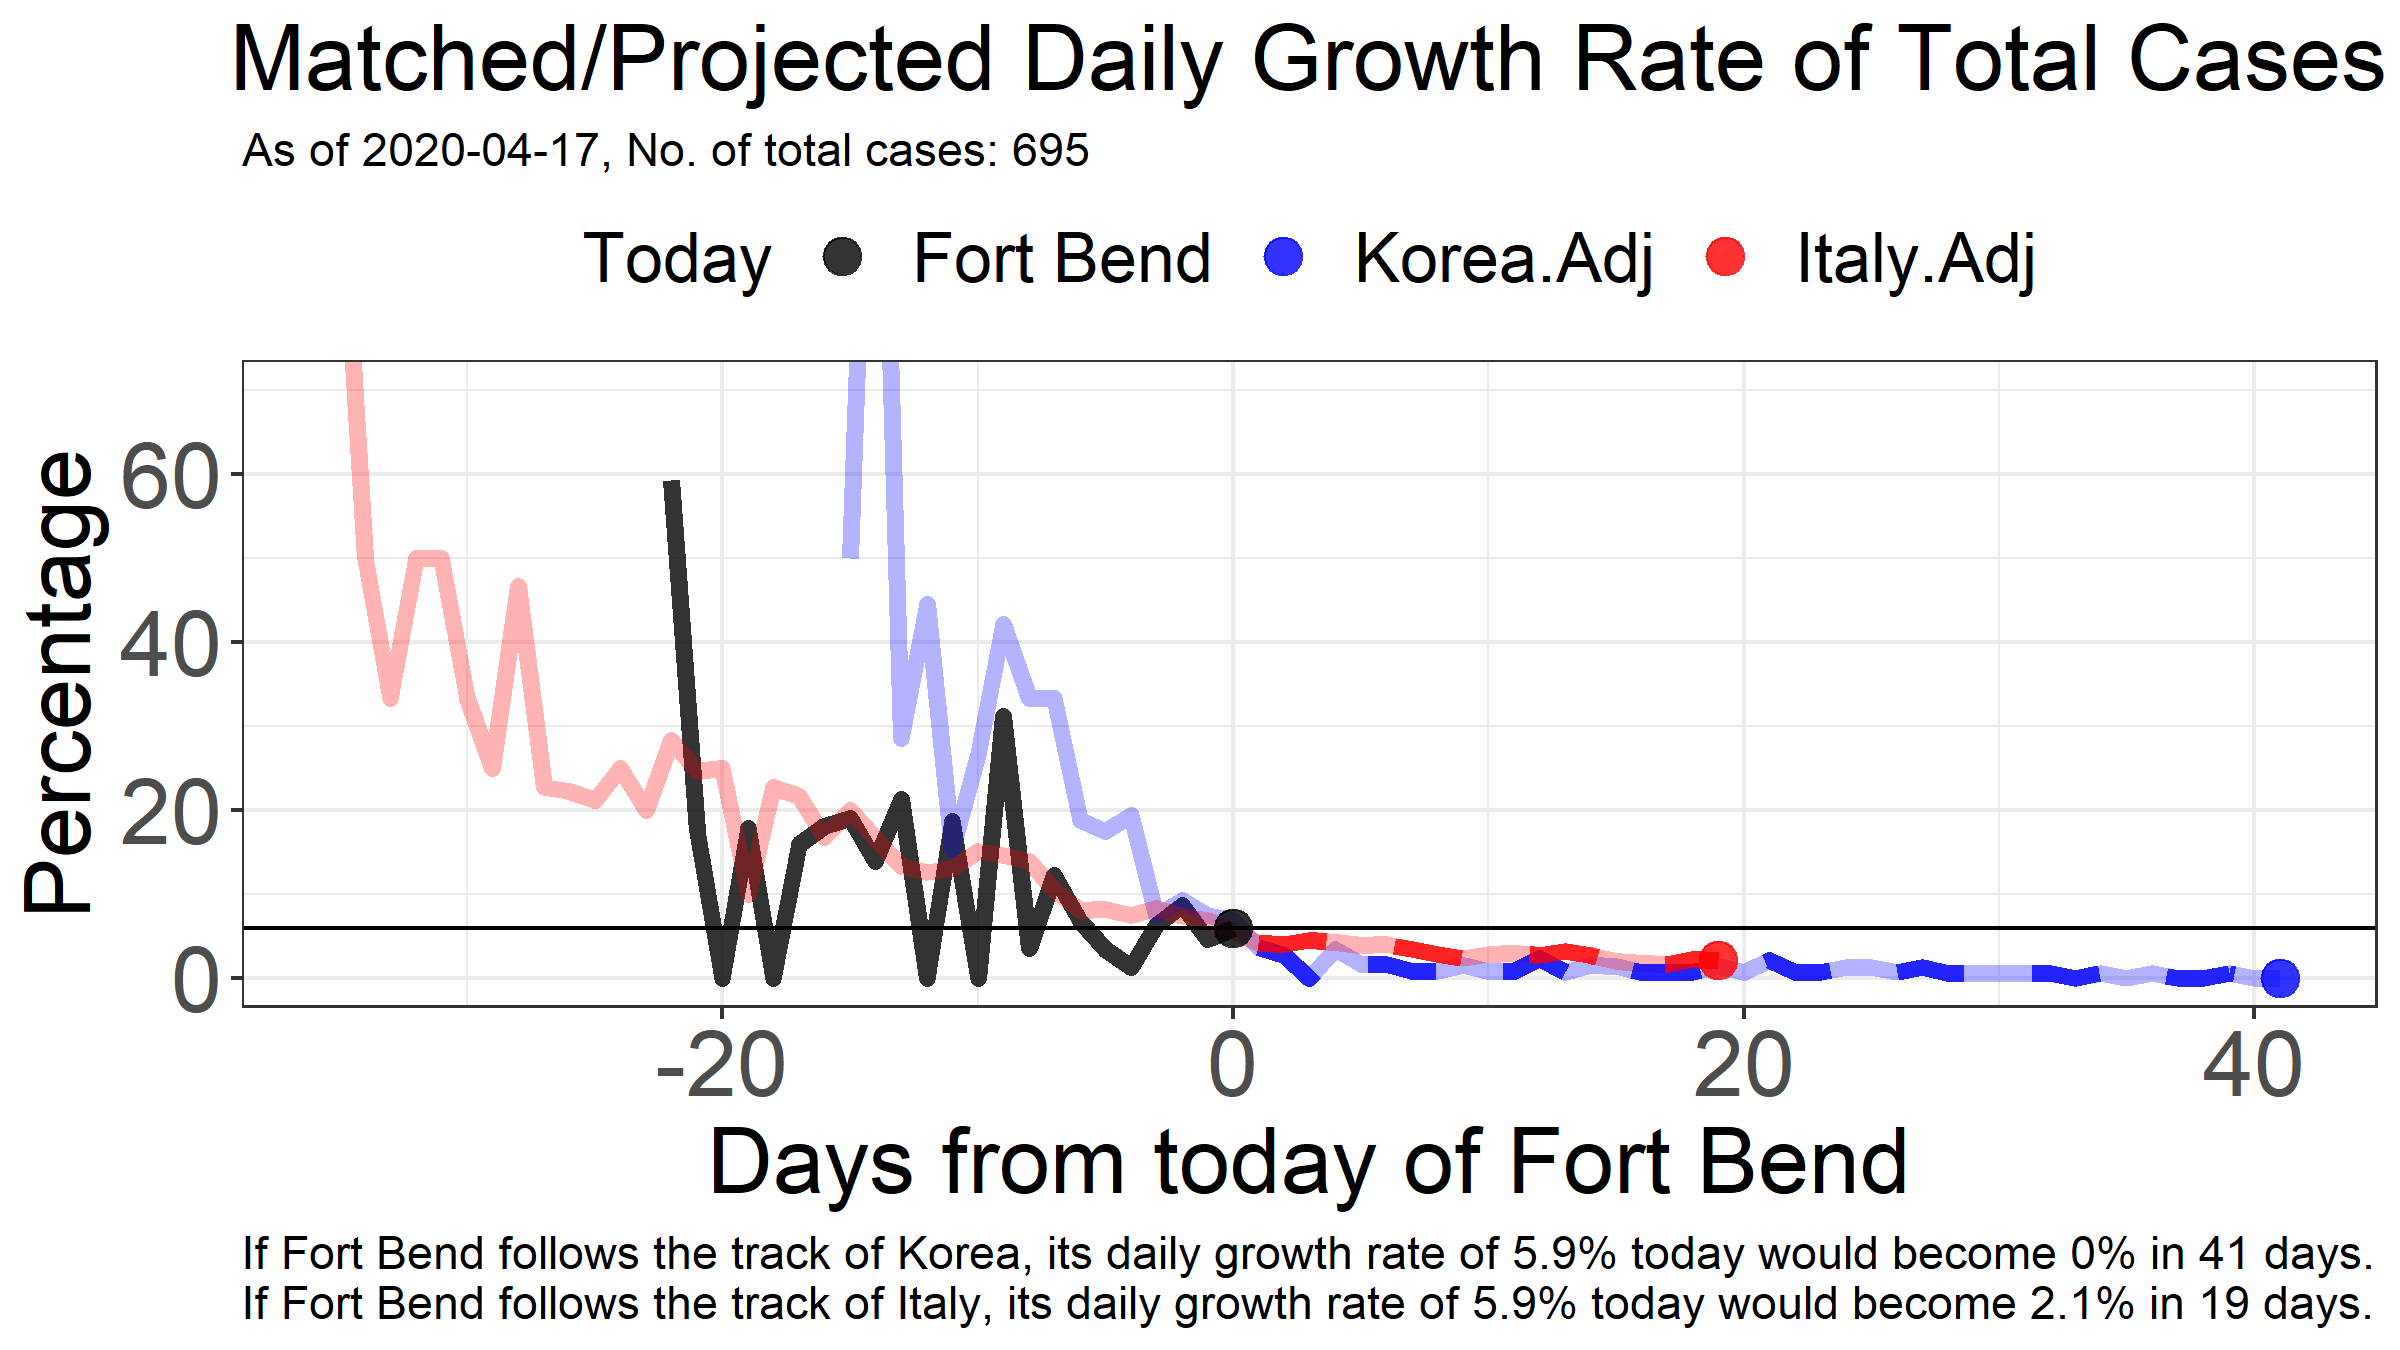 Matched/Projected Daily Growth Rate of Total Cases
As of 2020-04-17, No. of total cases: 695
Today Fort Bend Korea.Adj Italy.Adj
Percentage
60
40
20
0
-20 0 20 40
Days from today of Fort Bend
If Fort Bend follows the track of Korea, its daily growth rate of 5.9% today would become 0% in 41 days.
If Fort Bend follows the track of Italy, its daily growth rate of 5.9% today would become 2.1% in 19 days.